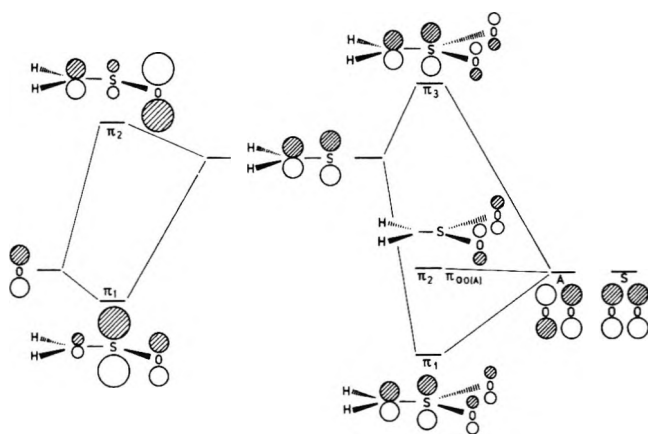 H H S O
π₂
H H S
O
π₁
H H S O
H H S O O
π₃
H H S O O
π₂ πOO(A)
A S
O O O O
π₁
H H S O O